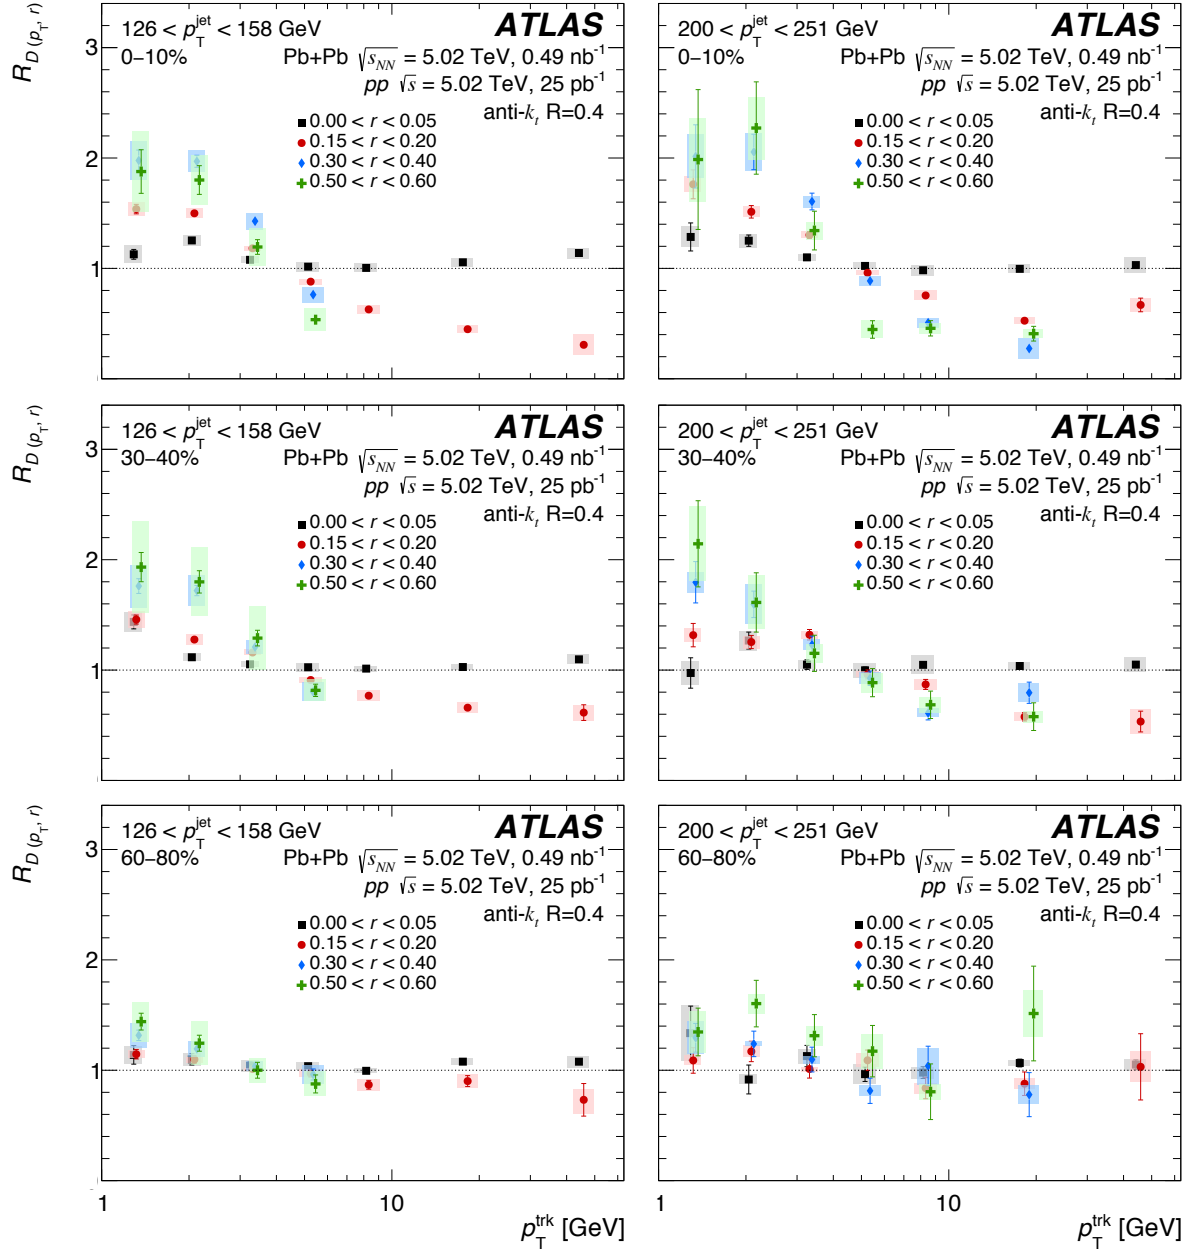 R_D (p_T, r)
126 < p_T^jet < 158 GeV ATLAS
0−10% Pb+Pb √s_NN = 5.02 TeV, 0.49 nb⁻¹
pp √s = 5.02 TeV, 25 pb⁻¹
anti-k_t R=0.4
0.00 < r < 0.05
0.15 < r < 0.20
0.30 < r < 0.40
0.50 < r < 0.60
3
2
1
200 < p_T^jet < 251 GeV ATLAS
0−10% Pb+Pb √s_NN = 5.02 TeV, 0.49 nb⁻¹
pp √s = 5.02 TeV, 25 pb⁻¹
anti-k_t R=0.4
0.00 < r < 0.05
0.15 < r < 0.20
0.30 < r < 0.40
0.50 < r < 0.60
3
2
1
R_D (p_T, r)
126 < p_T^jet < 158 GeV ATLAS
30−40% Pb+Pb √s_NN = 5.02 TeV, 0.49 nb⁻¹
pp √s = 5.02 TeV, 25 pb⁻¹
anti-k_t R=0.4
0.00 < r < 0.05
0.15 < r < 0.20
0.30 < r < 0.40
0.50 < r < 0.60
3
2
1
200 < p_T^jet < 251 GeV ATLAS
30−40% Pb+Pb √s_NN = 5.02 TeV, 0.49 nb⁻¹
pp √s = 5.02 TeV, 25 pb⁻¹
anti-k_t R=0.4
0.00 < r < 0.05
0.15 < r < 0.20
0.30 < r < 0.40
0.50 < r < 0.60
3
2
1
R_D (p_T, r)
126 < p_T^jet < 158 GeV ATLAS
60−80% Pb+Pb √s_NN = 5.02 TeV, 0.49 nb⁻¹
pp √s = 5.02 TeV, 25 pb⁻¹
anti-k_t R=0.4
0.00 < r < 0.05
0.15 < r < 0.20
0.30 < r < 0.40
0.50 < r < 0.60
3
2
1
1 10
p_T^trk [GeV]
200 < p_T^jet < 251 GeV ATLAS
60−80% Pb+Pb √s_NN = 5.02 TeV, 0.49 nb⁻¹
pp √s = 5.02 TeV, 25 pb⁻¹
anti-k_t R=0.4
0.00 < r < 0.05
0.15 < r < 0.20
0.30 < r < 0.40
0.50 < r < 0.60
3
2
1
1 10
p_T^trk [GeV]